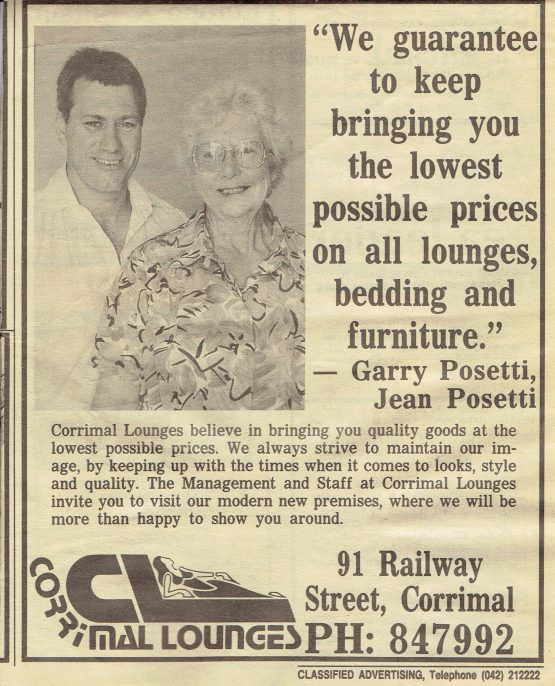 “We guarantee
to keep
bringing you
the lowest
possible prices
on all lounges,
bedding and
furniture.”
— Garry Posetti,
Jean Posetti
Corrimal Lounges believe in bringing you quality goods at the
lowest possible prices. We always strive to maintain our im-
age, by keeping up with the times when it comes to looks, style
and quality. The Management and Staff at Corrimal Lounges
invite you to visit our modern new premises, where we will be
more than happy to show you around.
CL
CORRiMAL LOUNGES
91 Railway
Street, Corrimal
PH: 847992
CLASSIFIED ADVERTISING, Telephone (042) 212222